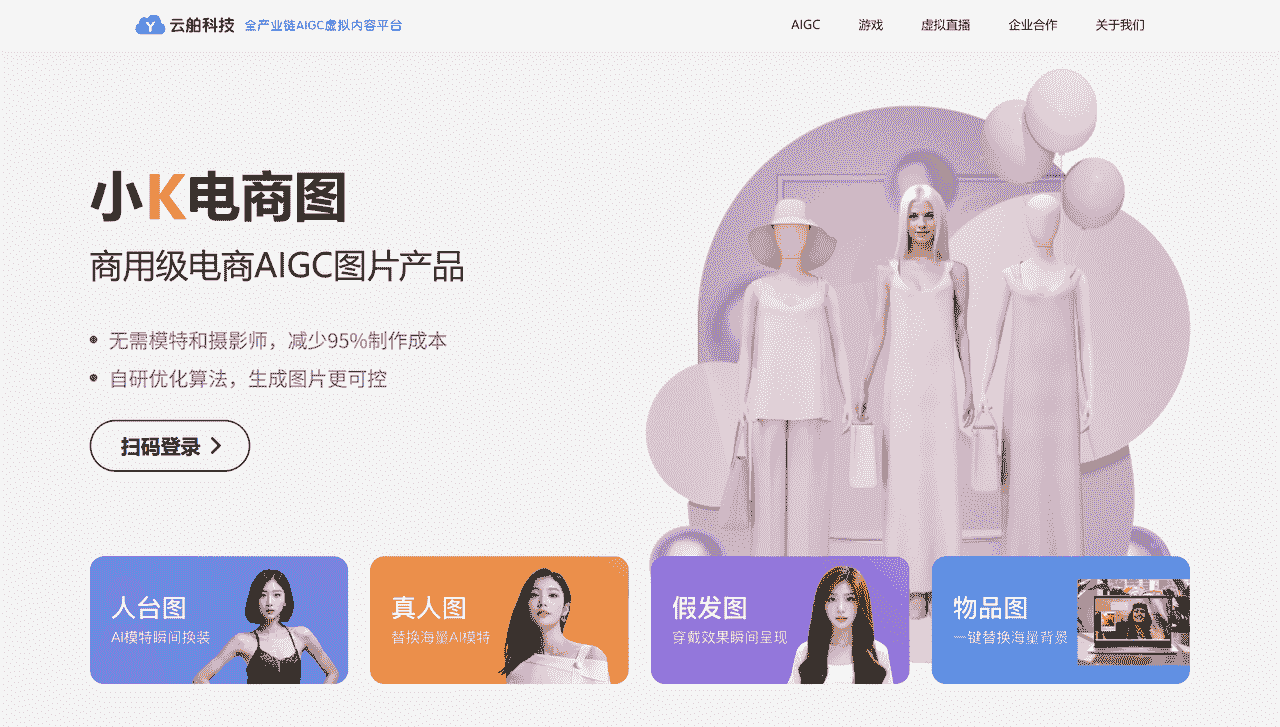 云舶科技 全产业链AIGC虚拟内容平台
AIGC 游戏 虚拟直播 企业合作 关于我们
小K电商图
商用级电商AIGC图片产品
无需模特和摄影师，减少95%制作成本
自研优化算法，生成图片更可控
扫码登录
人台图
AI模特瞬间换装
真人图
替换海量AI模特
假发图
穿戴效果瞬间呈现
物品图
一键替换海量背景